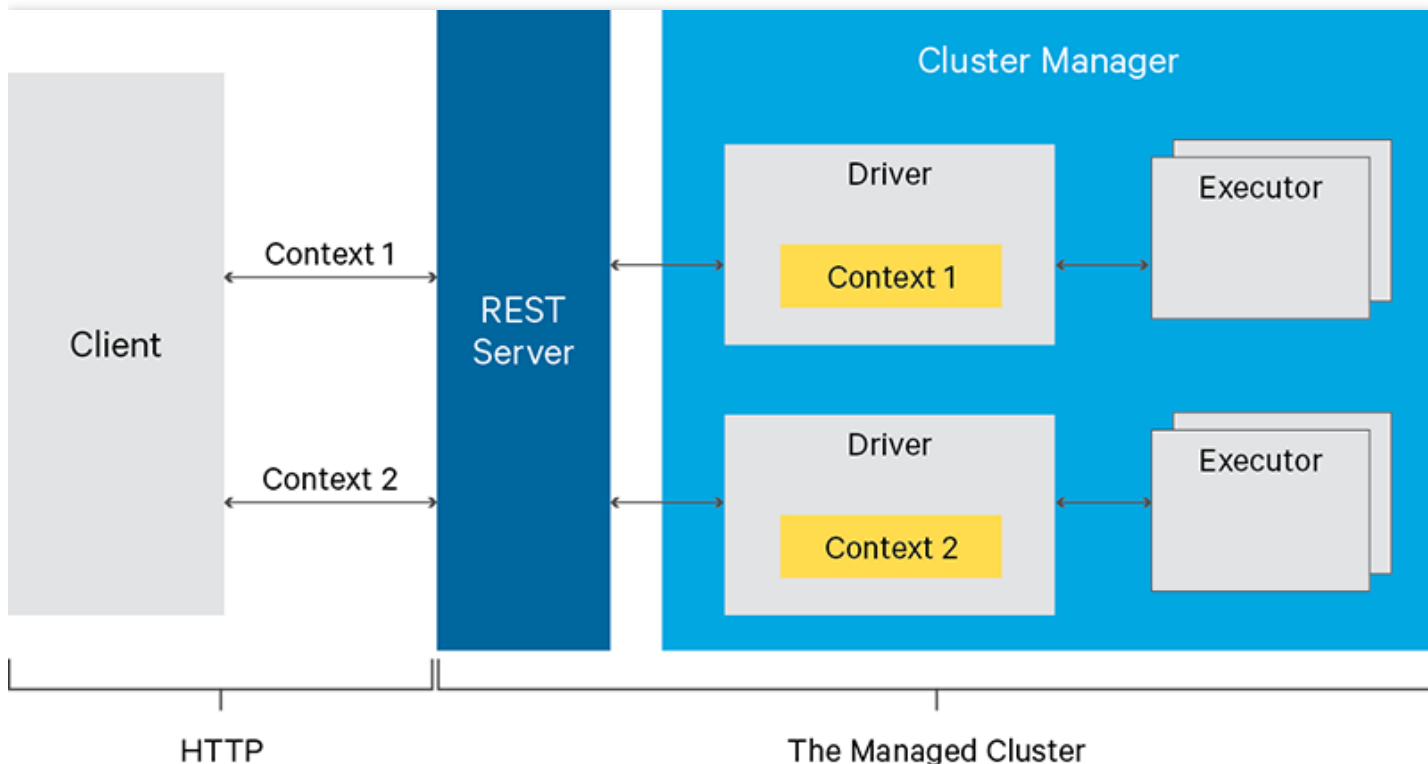 Cluster Manager
Client
Context 1
Context 2
REST
Server
Driver
Context 1
Executor
Driver
Context 2
Executor
HTTP
The Managed Cluster